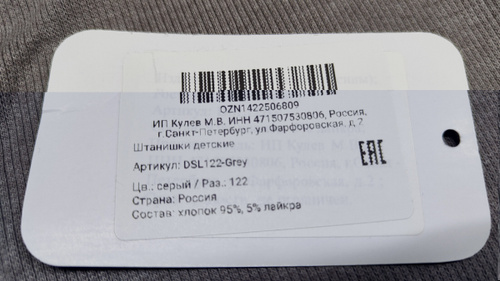 OZN1422506809
ИП Кулев М.В. ИНН 471507530806, Россия,
г.Санкт-Петербург, ул Фарфоровская, д.2
Штанишки детские
Артикул: DSL122-Grey
EAC
Цв.: серый / Раз.: 122
Страна: Россия
Состав: хлопок 95%, 5% лайкра